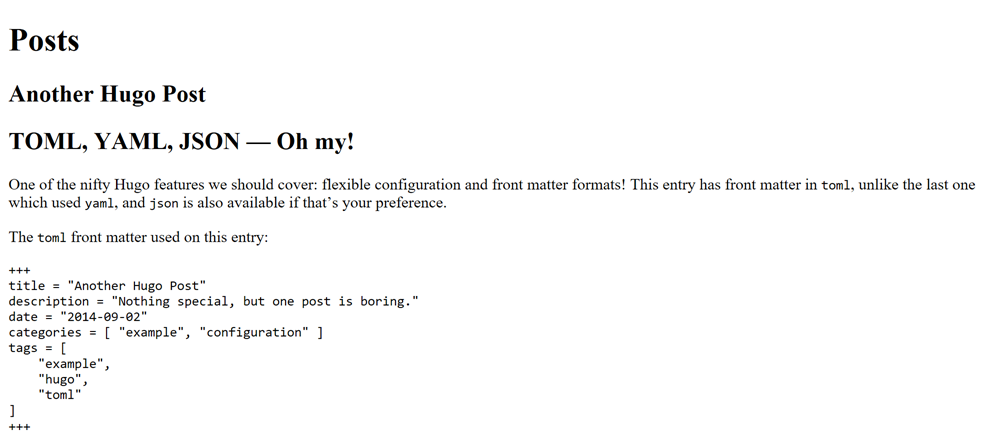 Posts
Another Hugo Post
TOML, YAML, JSON — Oh my!
One of the nifty Hugo features we should cover: flexible configuration and front matter formats! This entry has front matter in toml, unlike the last one
which used yaml, and json is also available if that’s your preference.
The toml front matter used on this entry:
+++
title = "Another Hugo Post"
description = "Nothing special, but one post is boring."
date = "2014-09-02"
categories = [ "example", "configuration" ]
tags = [
    "example",
    "hugo",
    "toml"
]
+++